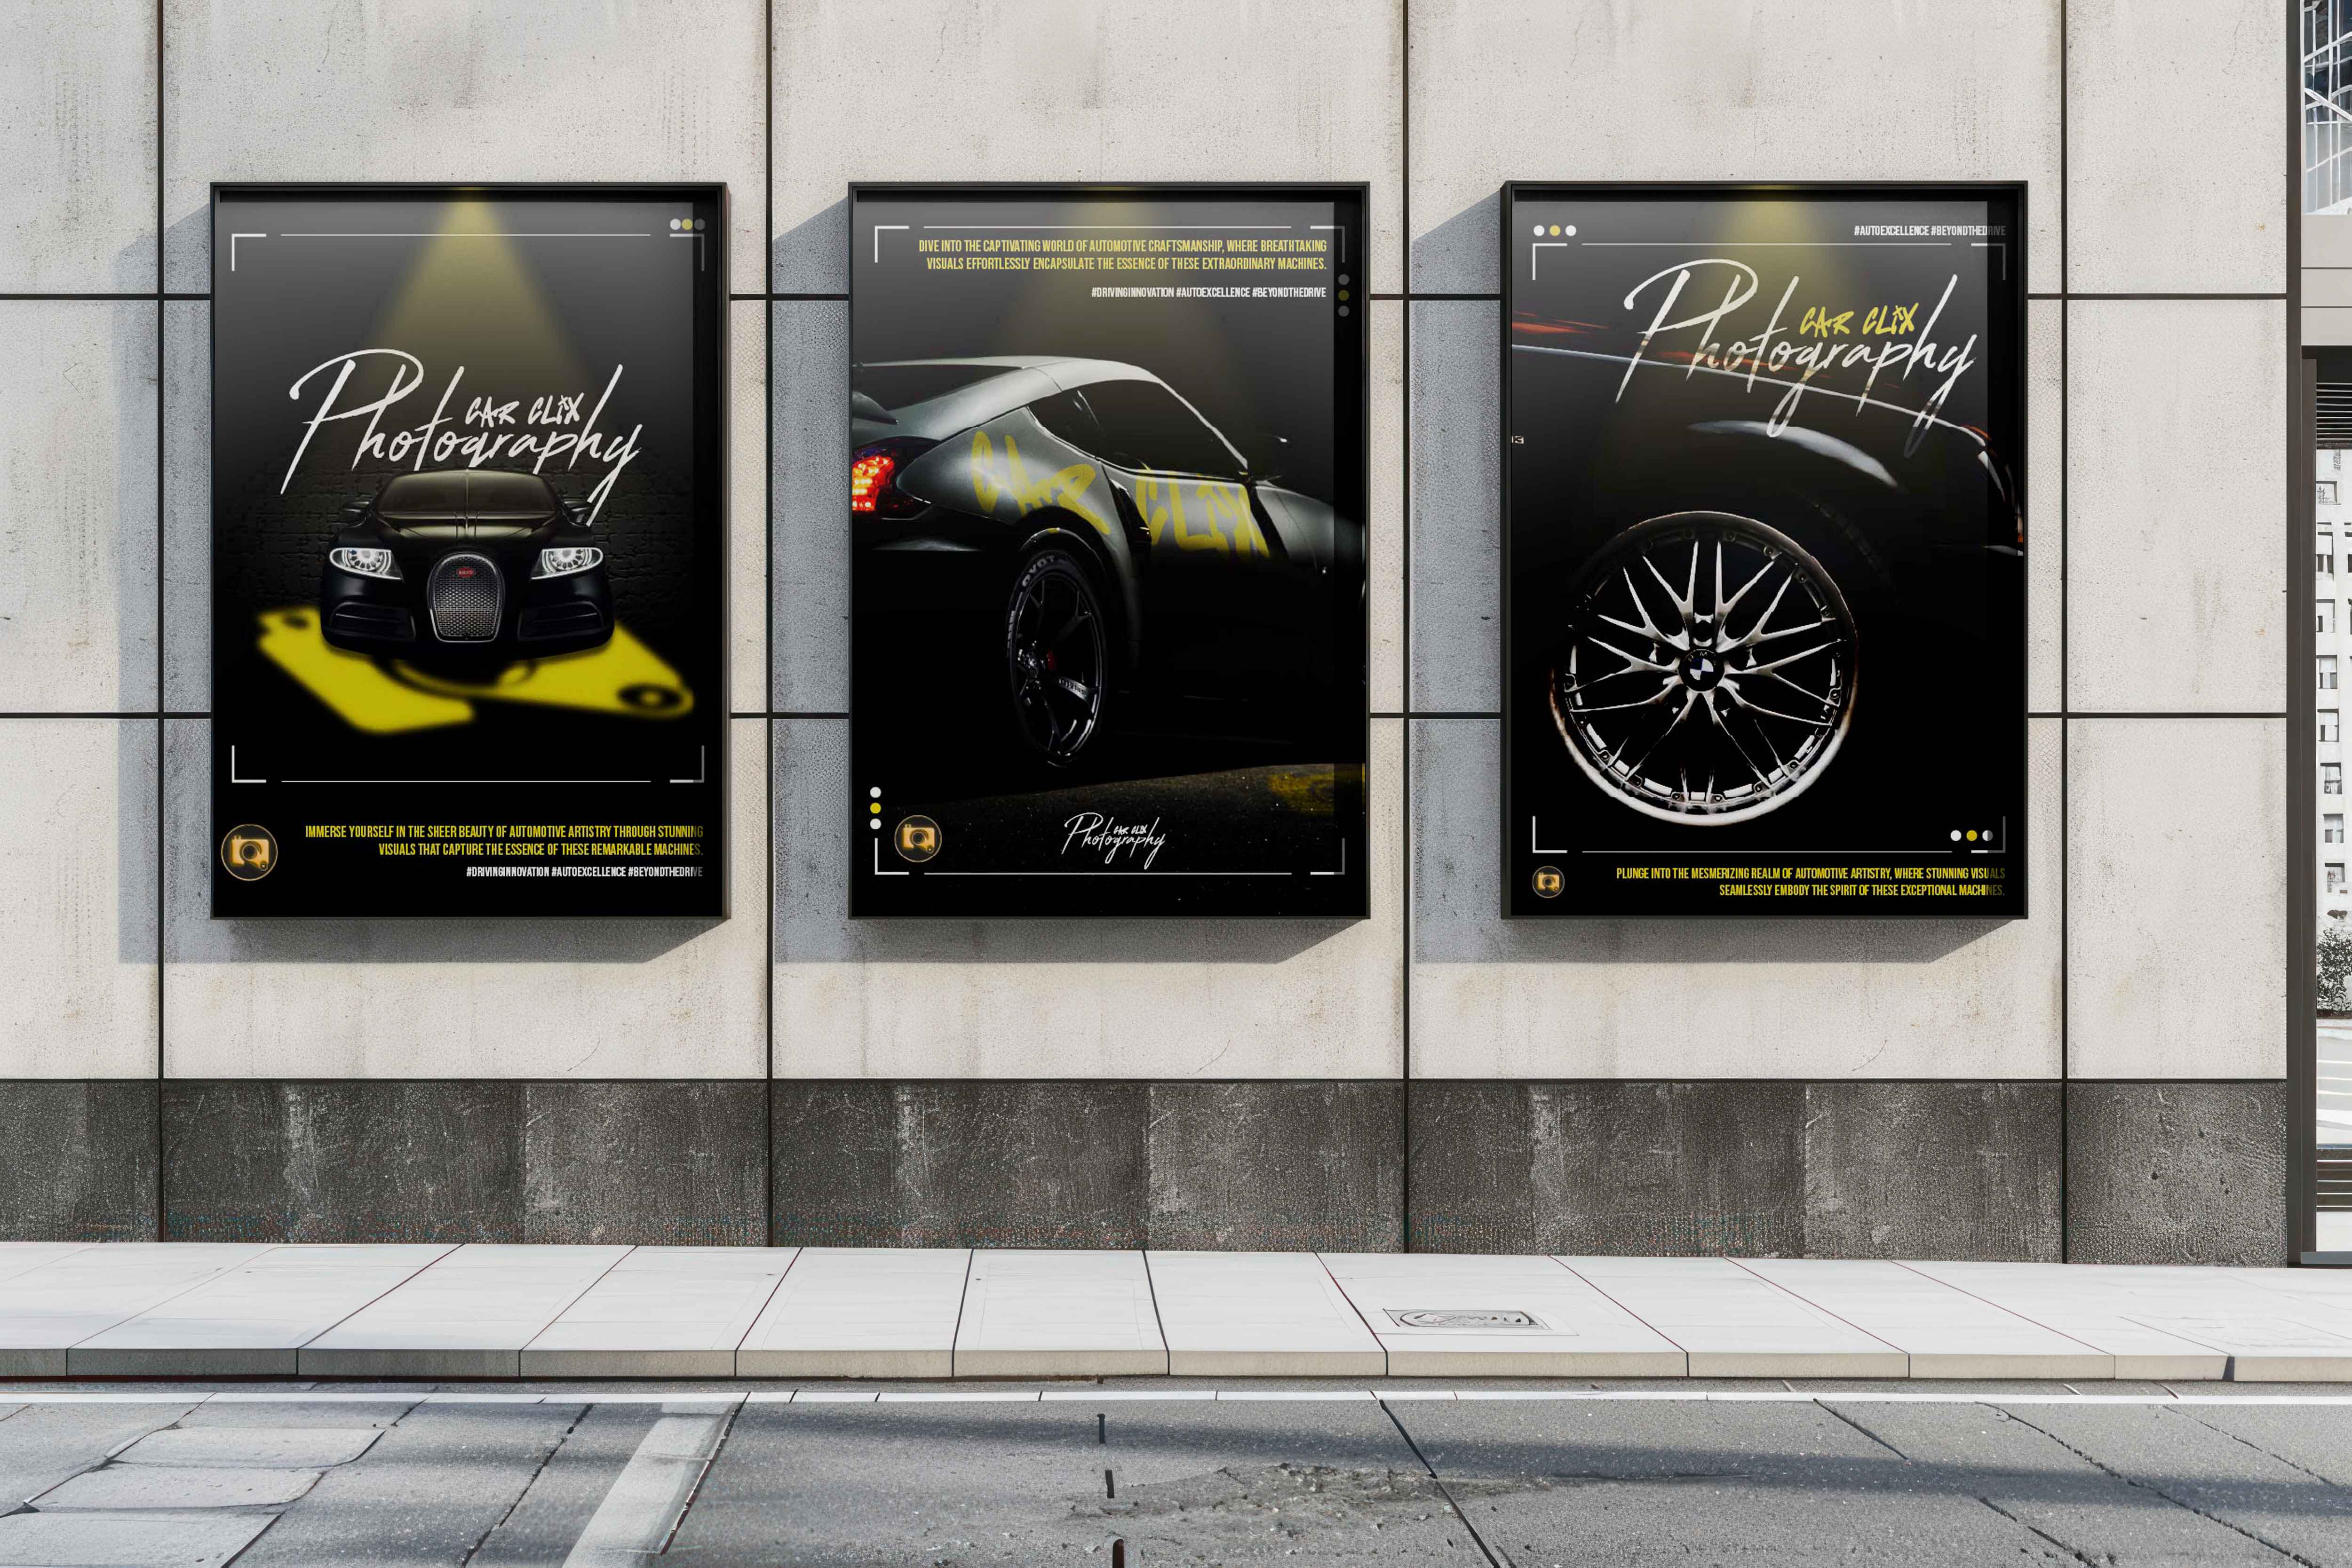 CAR CLIX
Photography
IMMERSE YOURSELF IN THE SHEER BEAUTY OF AUTOMOTIVE ARTISTRY THROUGH STUNNING
VISUALS THAT CAPTURE THE ESSENCE OF THESE REMARKABLE MACHINES.
#DRIVINGINNOVATION #AUTOEXCELLENCE #BEYONDTHEDRIVE
DIVE INTO THE CAPTIVATING WORLD OF AUTOMOTIVE CRAFTSMANSHIP, WHERE BREATHTAKING
VISUALS EFFORTLESSLY ENCAPSULATE THE ESSENCE OF THESE EXTRAORDINARY MACHINES.
#DRIVINGINNOVATION #AUTOEXCELLENCE #BEYONDTHEDRIVE
CAR CLIX
CAR CLIX
Photography
#AUTOEXCELLENCE #BEYONDTHEDRIVE
CAR CLIX
Photography
13
PLUNGE INTO THE MESMERIZING REALM OF AUTOMOTIVE ARTISTRY, WHERE STUNNING VISUALS
SEAMLESSLY EMBODY THE SPIRIT OF THESE EXCEPTIONAL MACHINES.